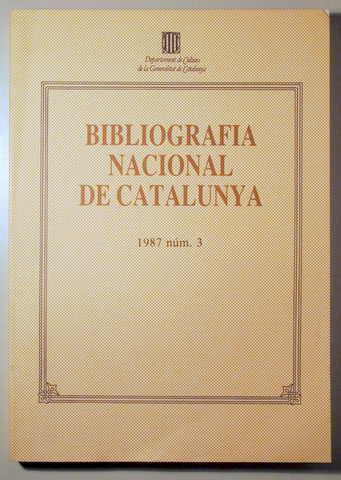 Departament de Cultura
de la Generalitat de Catalunya
BIBLIOGRAFIA
NACIONAL
DE CATALUNYA
1987 núm. 3